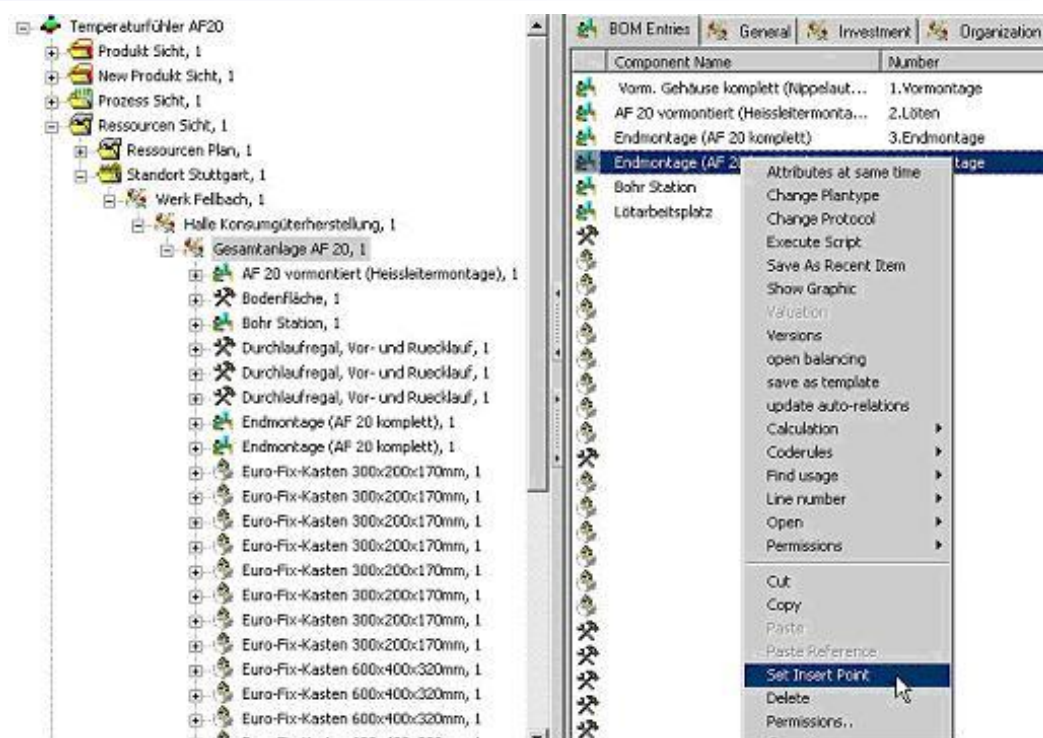 Temperaturfühler AF20
Produkt Sicht, 1
New Produkt Sicht, 1
Prozess Sicht, 1
Ressourcen Sicht, 1
Ressourcen Plan, 1
Standort Stuttgart, 1
Werk Fellbach, 1
Halle Konsumgüterherstellung, 1
Gesamtanlage AF 20, 1
AF 20 vormontiert (Heissleitermontage), 1
Bodenfläche, 1
Bohr Station, 1
Durchlaufregal, Vor- und Ruecklauf, 1
Durchlaufregal, Vor- und Ruecklauf, 1
Durchlaufregal, Vor- und Ruecklauf, 1
Endmontage (AF 20 komplett), 1
Endmontage (AF 20 komplett), 1
Euro-Fix-Kasten 300x200x170mm, 1
Euro-Fix-Kasten 300x200x170mm, 1
Euro-Fix-Kasten 300x200x170mm, 1
Euro-Fix-Kasten 300x200x170mm, 1
Euro-Fix-Kasten 300x200x170mm, 1
Euro-Fix-Kasten 300x200x170mm, 1
Euro-Fix-Kasten 300x200x170mm, 1
Euro-Fix-Kasten 300x200x170mm, 1
Euro-Fix-Kasten 600x400x320mm, 1
Euro-Fix-Kasten 600x400x320mm, 1
Euro-Fix-Kasten 600x400x320mm, 1
BOM Entries General Investment Organization
Component Name Number
Vorm. Gehäuse komplett (Nippelaut... 1.Vormontage
AF 20 vormontiert (Heissleitermonta... 2.Löten
Endmontage (AF 20 komplett) 3.Endmontage
Endmontage (AF 2 tage
Bohr Station
Lötarbeitsplatz
Attributes at same time
Change Plantype
Change Protocol
Execute Script
Save As Recent Item
Show Graphic
Valuation
Versions
open balancing
save as template
update auto-relations
Calculation
Coderules
Find usage
Line number
Open
Permissions
Cut
Copy
Paste
Paste Reference
Set Insert Point
Delete
Permissions..